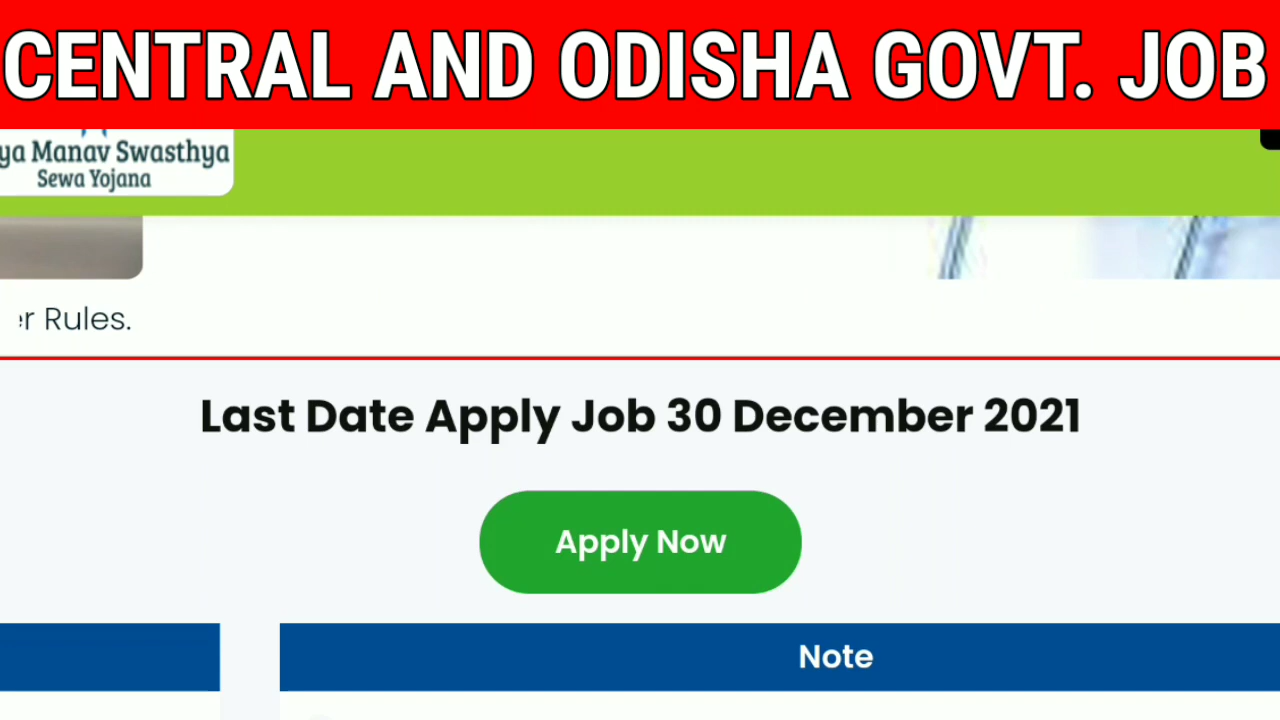 CENTRAL AND ODISHA GOVT. JOB
ya Manav Swasthya
Sewa Yojana
r Rules.
Last Date Apply Job 30 December 2021
Apply Now
Note